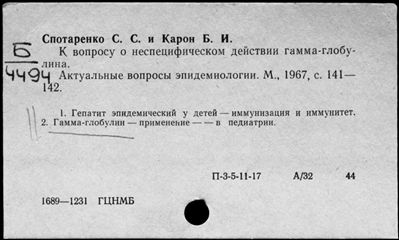 Спотаренко С. С. и Карон Б. И.
Б
4494
К вопросу о неспецифическом действии гамма-глобу-
лина.
Актуальные вопросы эпидемиологии. М., 1967, с. 141—
142.
1. Гепатит эпидемический у детей — иммунизация и иммунитет.
2. Гамма-глобулин — применение — — в педиатрии.
П-3-5-11-17 А/32 44
1689—1231 ГЦНМБ